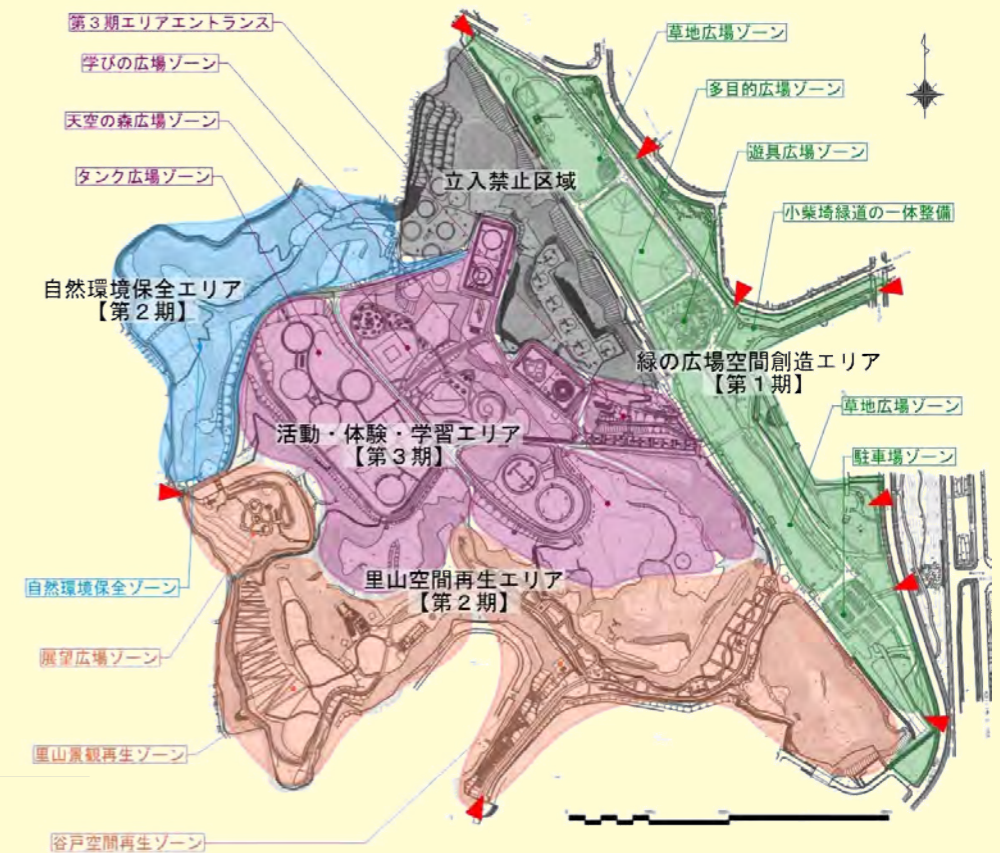 第３期エリアエントランス
学びの広場ゾーン
天空の森広場ゾーン
タンク広場ゾーン
草地広場ゾーン
多目的広場ゾーン
遊具広場ゾーン
小柴埼緑道の一体整備
立入禁止区域
自然環境保全エリア
【第２期】
緑の広場空間創造エリア
【第１期】
草地広場ゾーン
駐車場ゾーン
活動・体験・学習エリア
【第３期】
里山空間再生エリア
【第２期】
自然環境保全ゾーン
展望広場ゾーン
里山景観再生ゾーン
谷戸空間再生ゾーン